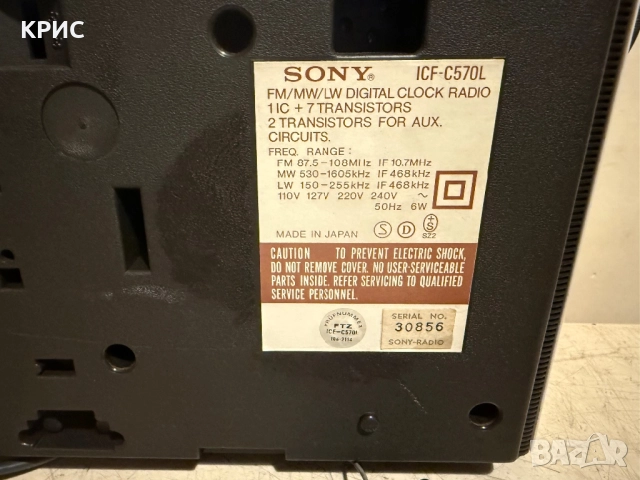 КРИС
SONY® ICF-C570L
FM/MW/LW DIGITAL CLOCK RADIO
1 IC + 7 TRANSISTORS
2 TRANSISTORS FOR AUX.
CIRCUITS.
FREQ. RANGE:
FM 87.5-108MHz IF 10.7MHz
MW 530-1605kHz IF 468kHz
LW 150-255kHz IF 468kHz
110V 127V 220V 240V ~
50Hz 6W
MADE IN JAPAN S D S
SZ2
CAUTION TO PREVENT ELECTRIC SHOCK,
DO NOT REMOVE COVER. NO USER-SERVICEABLE
PARTS INSIDE. REFER SERVICING TO QUALIFIED
SERVICE PERSONNEL.
FTZ
ICF-C570L
SERIAL NO.
30856
SONY-RADIO
BAZAR